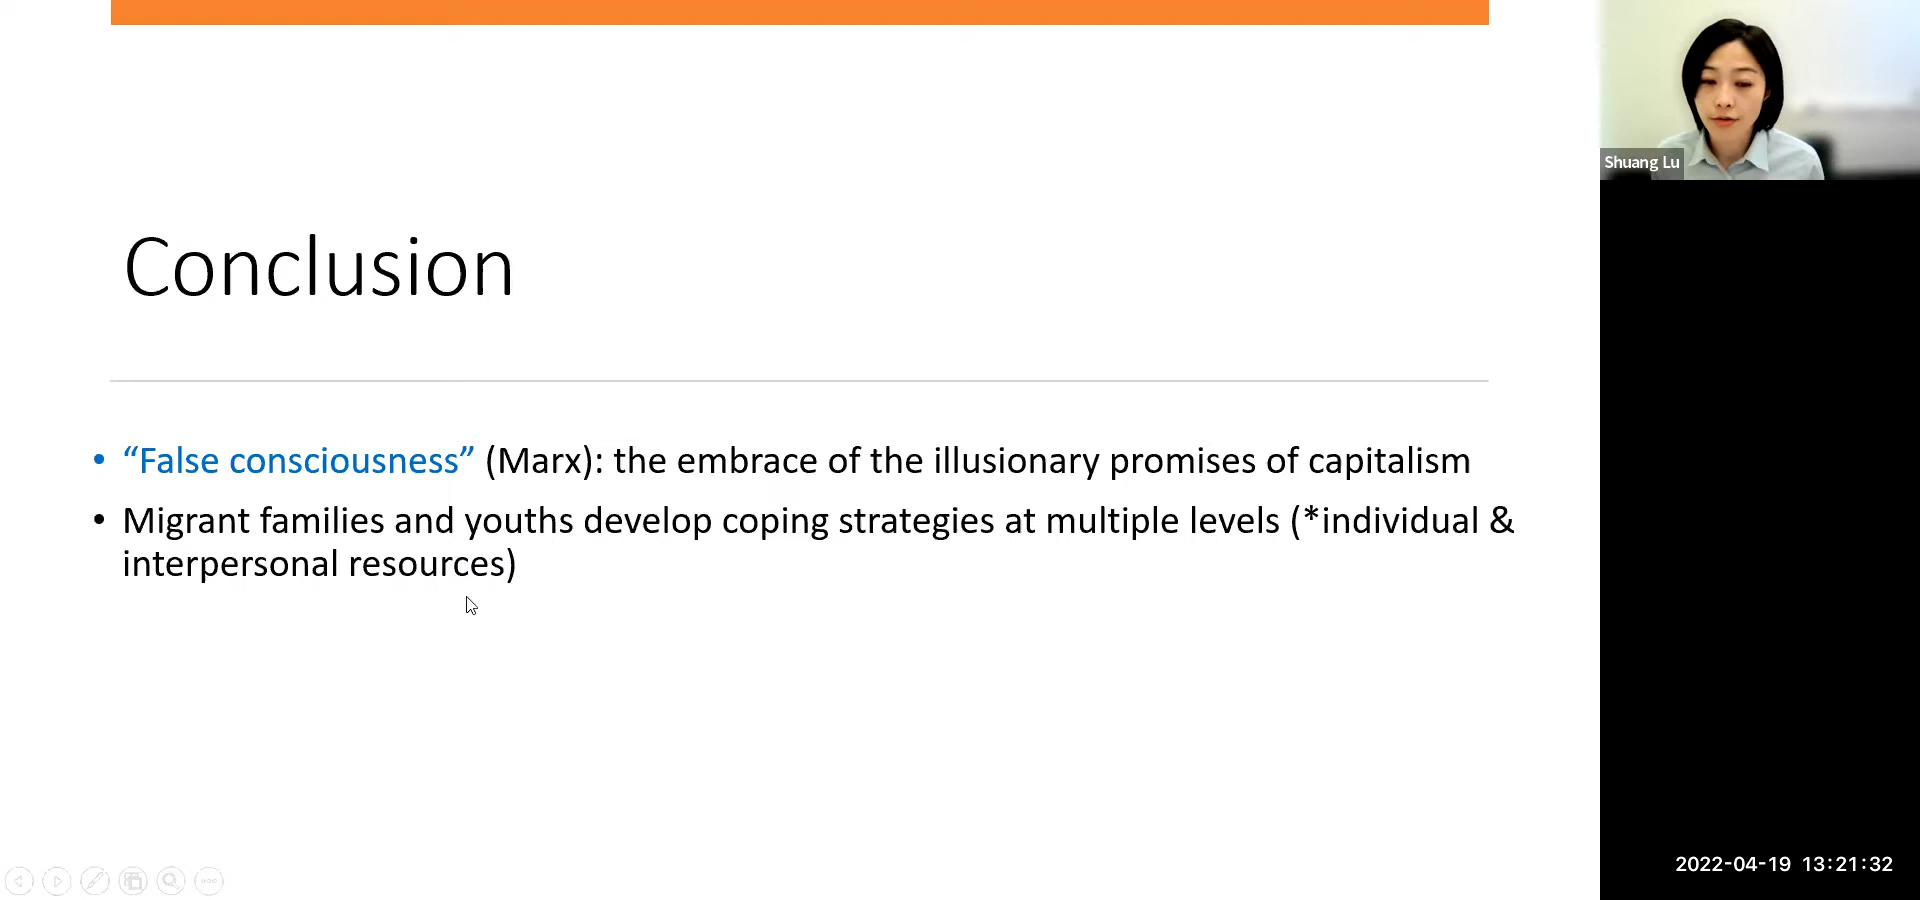 Conclusion
• “False consciousness” (Marx): the embrace of the illusionary promises of capitalism
• Migrant families and youths develop coping strategies at multiple levels (*individual &
interpersonal resources)
Shuang Lu
2022-04-19 13:21:32